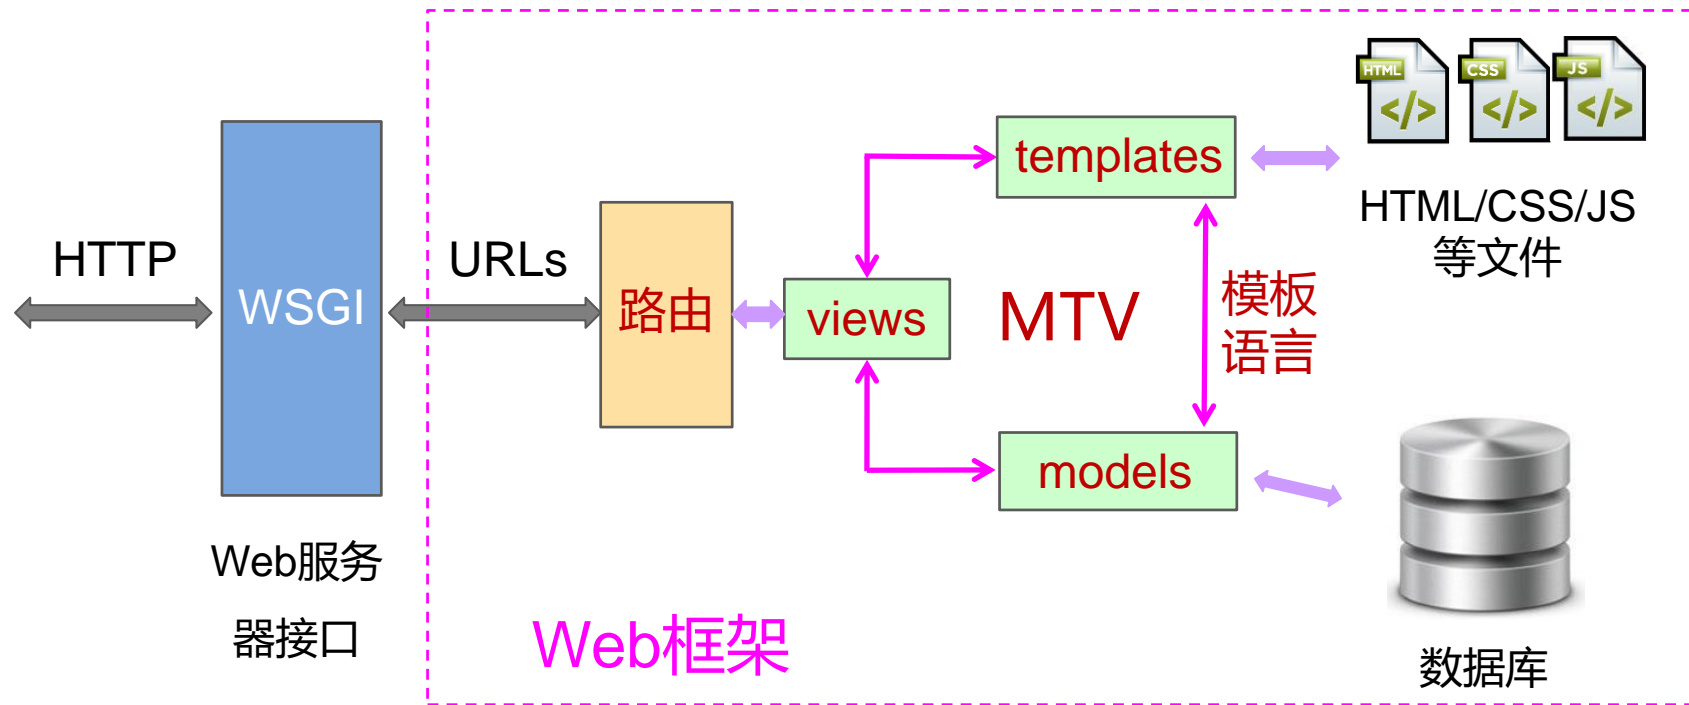 HTTP
WSGI
Web服务
器接口
URLs
路由
views
templates
MTV
模板
语言
models
HTML
CSS
JS
</>
</>
</>
HTML/CSS/JS
等文件
数据库
Web框架